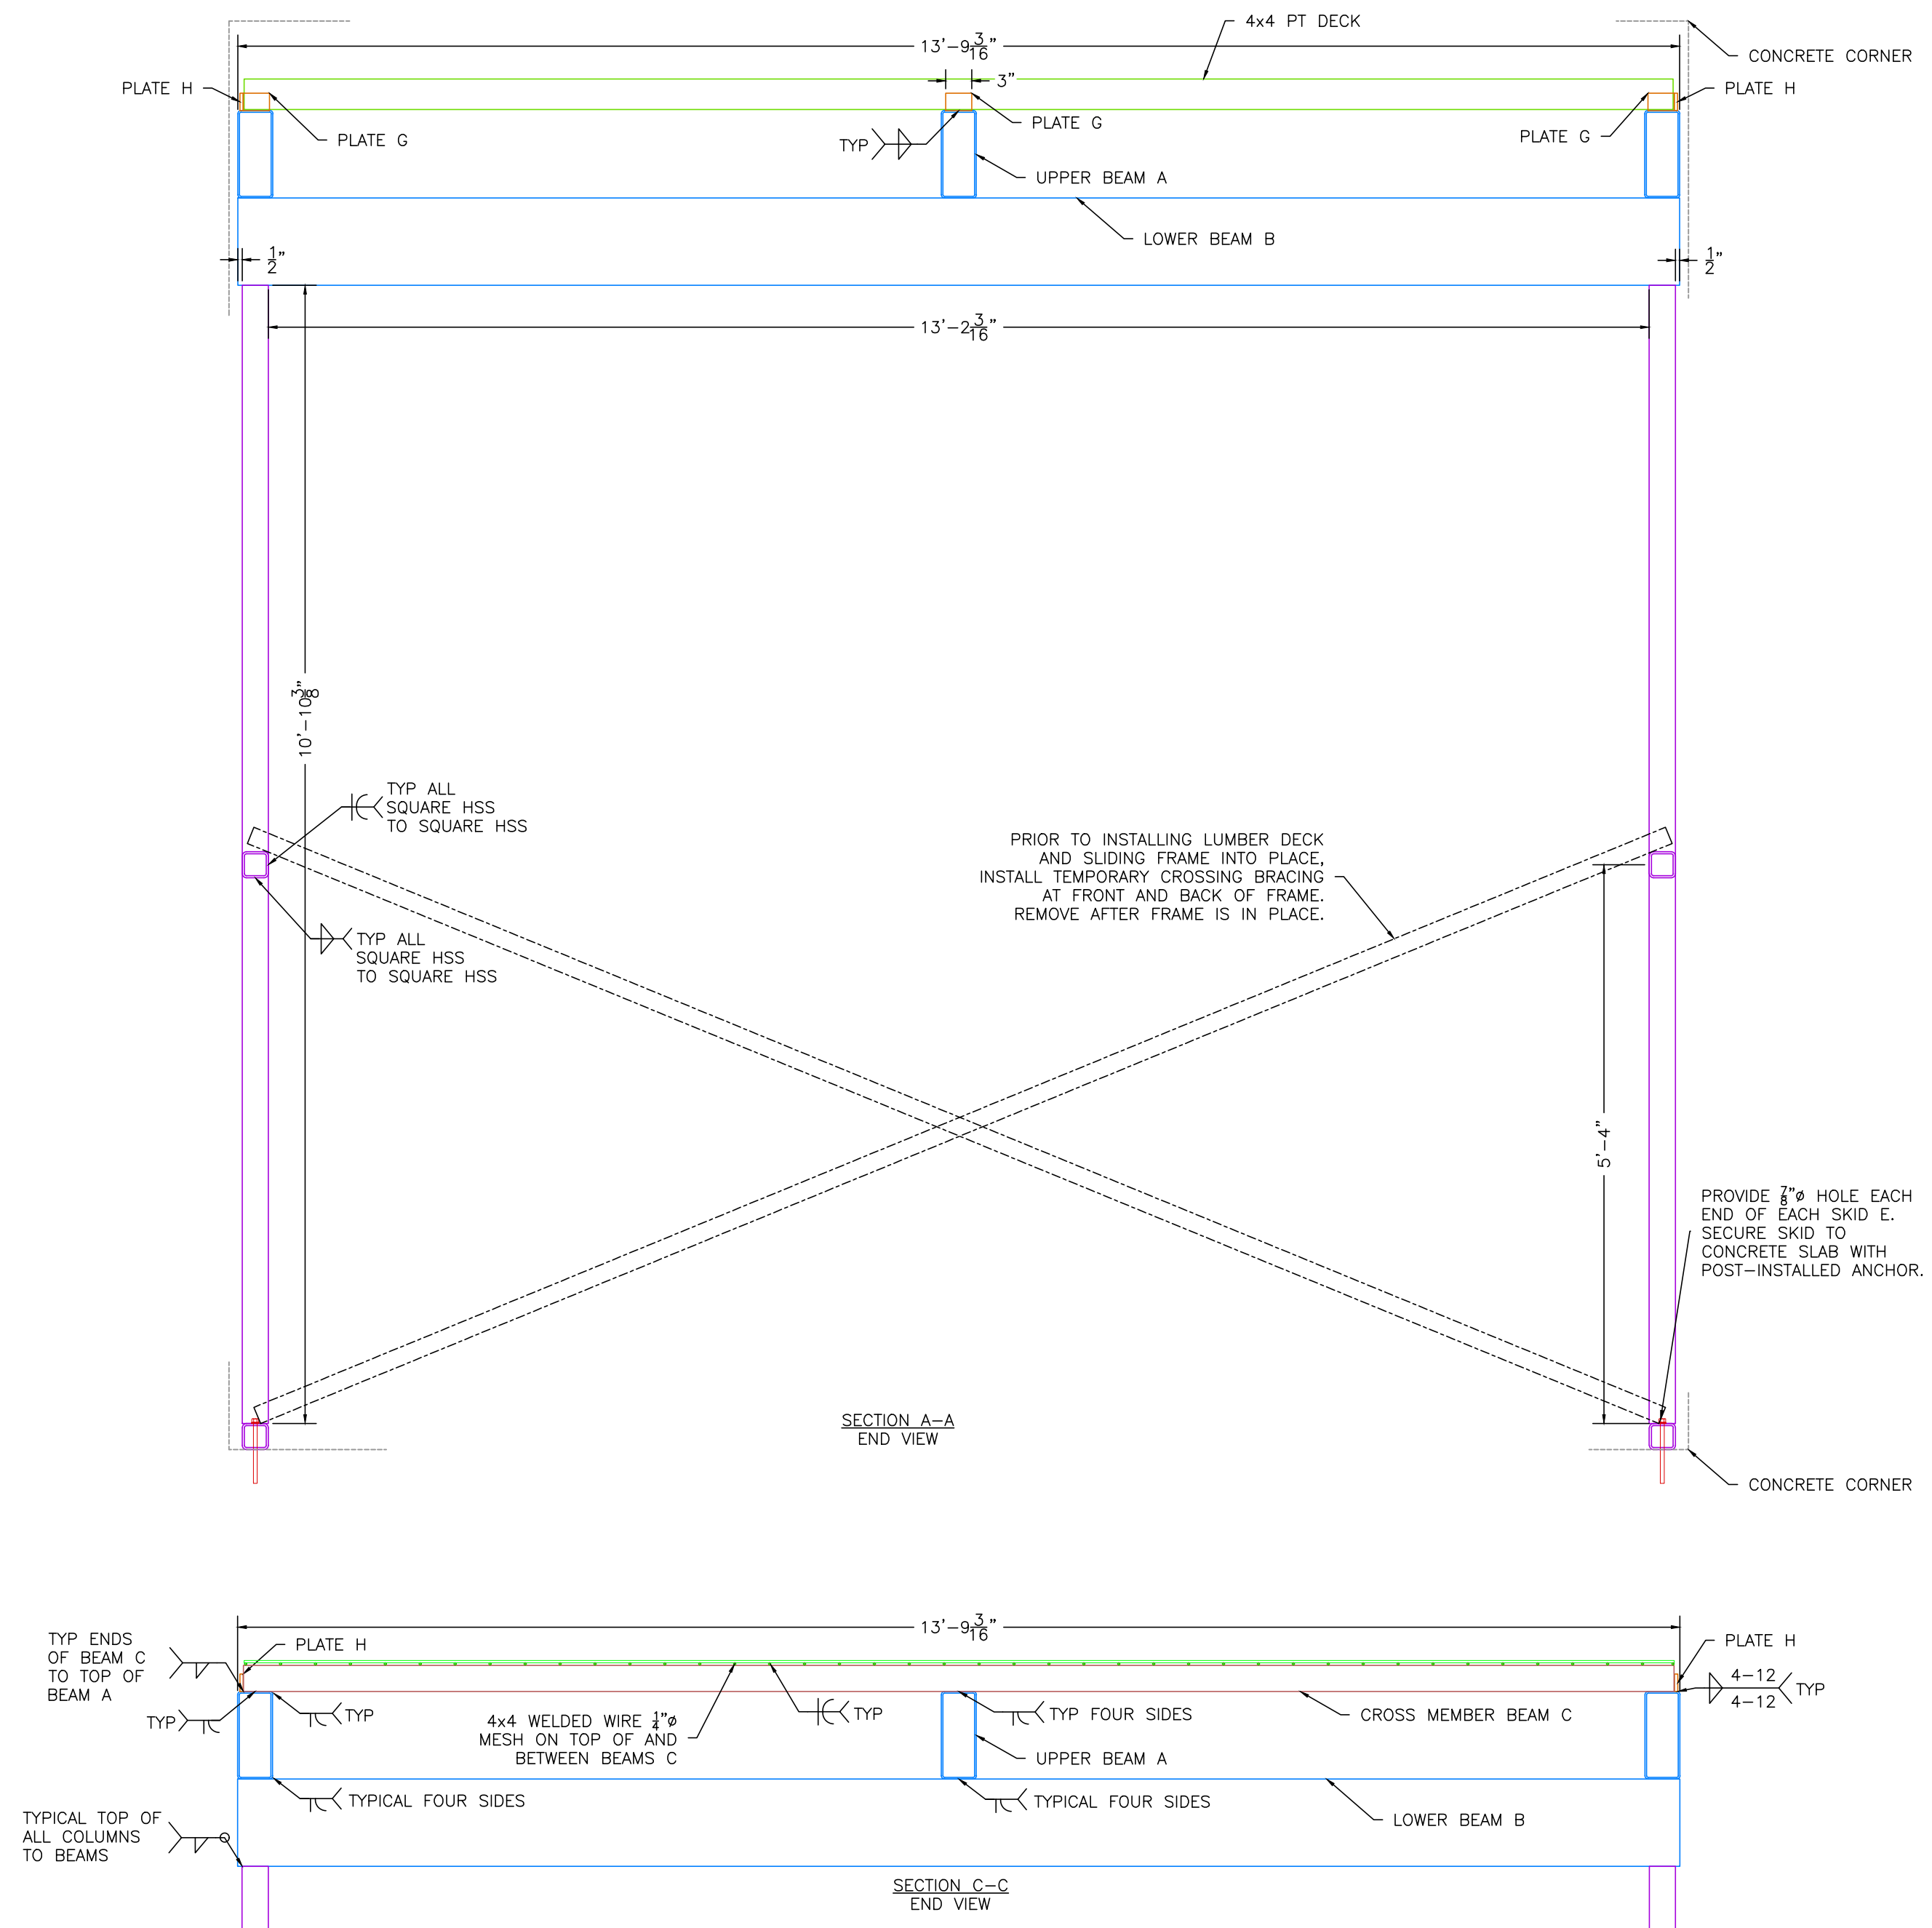 4x4 PT DECK
13'-9 3/16"
CONCRETE CORNER
PLATE H
3"
PLATE H
PLATE G
PLATE G
PLATE G
TYP
UPPER BEAM A
LOWER BEAM B
1/2"
1/2"
13'-2 3/16"
10'-10 3/8"
TYP ALL
SQUARE HSS
TO SQUARE HSS
PRIOR TO INSTALLING LUMBER DECK
AND SLIDING FRAME INTO PLACE,
INSTALL TEMPORARY CROSSING BRACING
AT FRONT AND BACK OF FRAME.
REMOVE AFTER FRAME IS IN PLACE.
TYP ALL
SQUARE HSS
TO SQUARE HSS
5'-4"
PROVIDE 7/8"ø HOLE EACH
END OF EACH SKID E.
SECURE SKID TO
CONCRETE SLAB WITH
POST-INSTALLED ANCHOR.
SECTION A-A
END VIEW
CONCRETE CORNER
13'-9 3/16"
TYP ENDS
OF BEAM C
TO TOP OF
BEAM A
PLATE H
PLATE H
4-12
4-12
TYP
TYP
TYP
4x4 WELDED WIRE 1/4"ø
MESH ON TOP OF AND
BETWEEN BEAMS C
TYP
TYP FOUR SIDES
CROSS MEMBER BEAM C
UPPER BEAM A
TYPICAL FOUR SIDES
TYPICAL FOUR SIDES
LOWER BEAM B
TYPICAL TOP OF
ALL COLUMNS
TO BEAMS
SECTION C-C
END VIEW